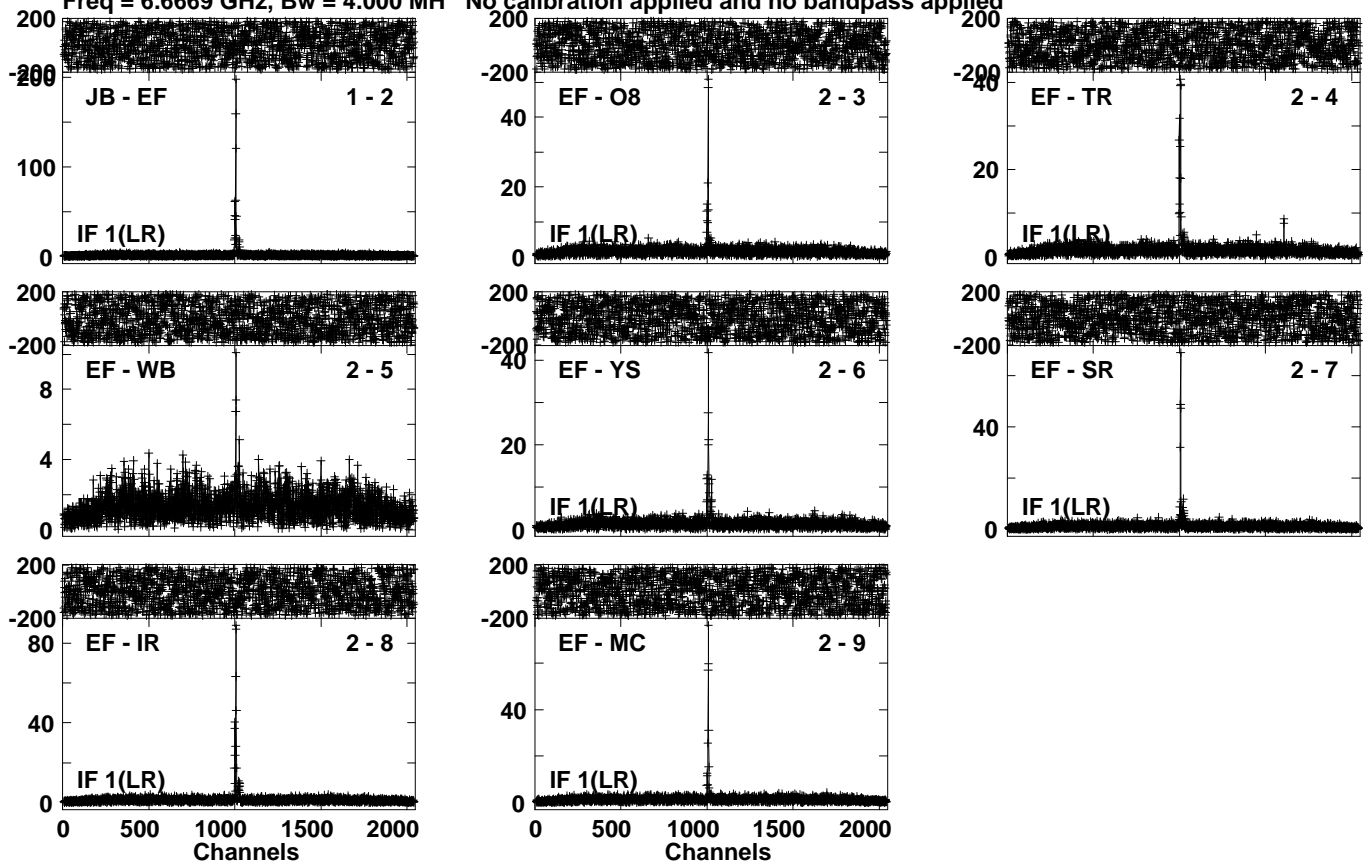 Freq = 6.6669 GHz, Bw = 4.000 MH No calibration applied and no bandpass applied
200
-200
200
100
0
JB - EF 1 - 2
IF 1(LR)
200
-200
40
20
0
EF - O8 2 - 3
IF 1(LR)
200
-200
40
20
0
EF - TR 2 - 4
IF 1(LR)
200
-200
8
4
0
EF - WB 2 - 5
200
-200
40
20
0
EF - YS 2 - 6
IF 1(LR)
200
-200
40
0
EF - SR 2 - 7
IF 1(LR)
200
-200
80
40
0
EF - IR 2 - 8
IF 1(LR)
0 500 1000 1500 2000
Channels
200
-200
40
0
EF - MC 2 - 9
IF 1(LR)
0 500 1000 1500 2000
Channels